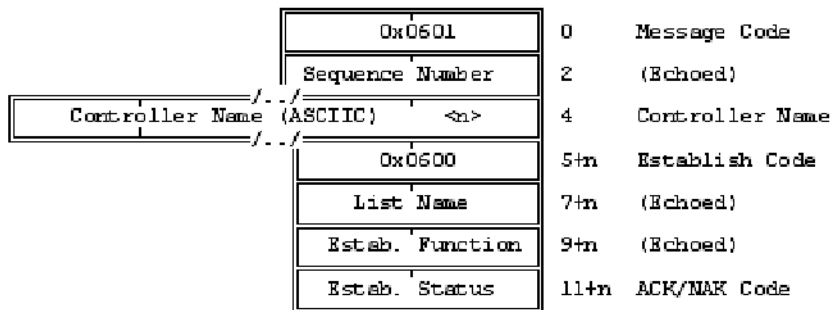 0x0601 0 Message Code
Sequence Number 2 (Echoed)
Controller Name (ASCIIC) <n> 4 Controller Name
0x0600 5+n Establish Code
List Name 7+n (Echoed)
Estab. Function 9+n (Echoed)
Estab. Status 11+n ACK/NAK Code